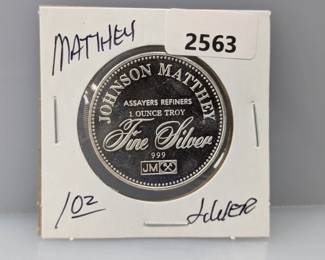 MATTHEY
2563
JOHNSON MATTHEY
ASSAYERS REFINERS
1 OUNCE TROY
Fine Silver
999
JM
1oz
Silver